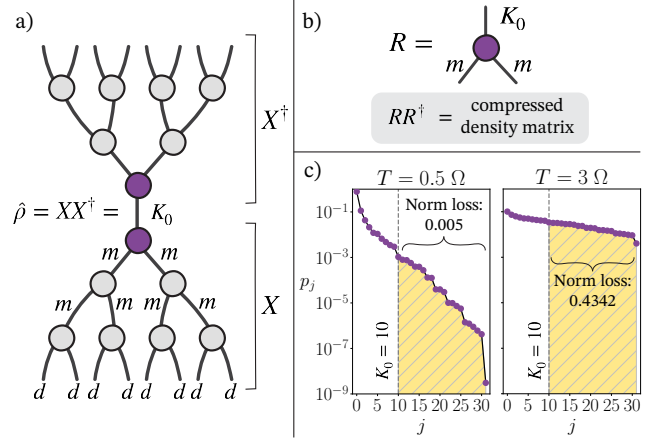 a)
X†
ρ̂ = XX† =
K₀
m m
m m m m
X
d d d d d d d d
b)
R =
K₀
m m
RR† = compressed
density matrix
c)
T = 0.5 Ω
T = 3 Ω
Norm loss:
0.005
Norm loss:
0.4342
pⱼ
10⁻¹
10⁻³
10⁻⁵
10⁻⁷
10⁻⁹
K₀ = 10
K₀ = 10
0 5 10 15 20 25 30
0 5 10 15 20 25 30
j
j